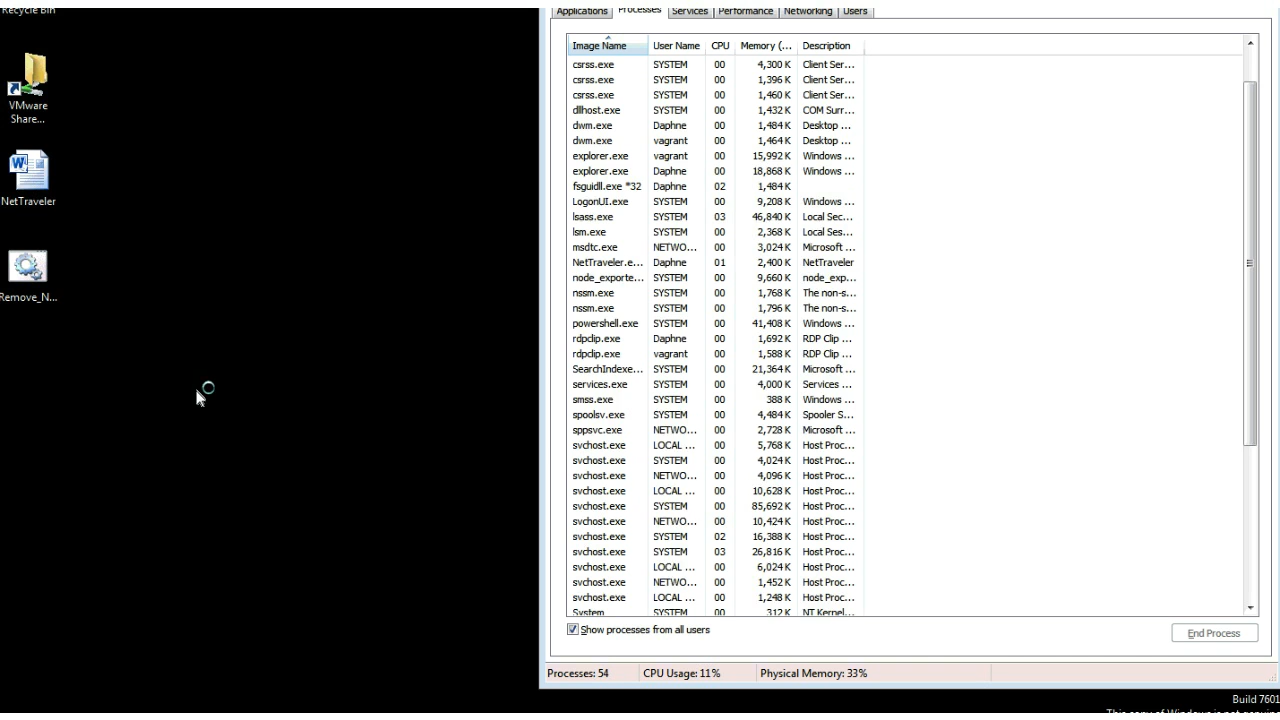 Recycle Bin
VMware
Share...
NetTraveler
Remove_N...
Applications Processes Services Performance Networking Users
Image Name User Name CPU Memory (... Description
csrss.exe SYSTEM 00 4,300 K Client Ser...
csrss.exe SYSTEM 00 1,396 K Client Ser...
csrss.exe SYSTEM 00 1,460 K Client Ser...
dllhost.exe SYSTEM 00 1,432 K COM Surr...
dwm.exe Daphne 00 1,484 K Desktop ...
dwm.exe vagrant 00 1,464 K Desktop ...
explorer.exe vagrant 00 15,992 K Windows ...
explorer.exe Daphne 00 18,868 K Windows ...
fsguidll.exe *32 Daphne 02 1,484 K
LogonUI.exe SYSTEM 00 9,208 K Windows ...
lsass.exe SYSTEM 03 46,840 K Local Sec...
lsm.exe SYSTEM 00 2,368 K Local Ses...
msdtc.exe NETWO... 00 3,024 K Microsoft ...
NetTraveler.e... Daphne 01 2,400 K NetTraveler
node_exporte... SYSTEM 00 9,660 K node_exp...
nssm.exe SYSTEM 00 1,768 K The non-s...
nssm.exe SYSTEM 00 1,796 K The non-s...
powershell.exe SYSTEM 00 41,408 K Windows ...
rdpclip.exe Daphne 00 1,692 K RDP Clip ...
rdpclip.exe vagrant 00 1,588 K RDP Clip ...
SearchIndexe... SYSTEM 00 21,364 K Microsoft ...
services.exe SYSTEM 00 4,000 K Services ...
smss.exe SYSTEM 00 388 K Windows ...
spoolsv.exe SYSTEM 00 4,484 K Spooler S...
sppsvc.exe NETWO... 00 2,728 K Microsoft ...
svchost.exe LOCAL ... 00 5,768 K Host Proc...
svchost.exe SYSTEM 00 4,024 K Host Proc...
svchost.exe NETWO... 00 4,096 K Host Proc...
svchost.exe LOCAL ... 00 10,628 K Host Proc...
svchost.exe SYSTEM 00 85,692 K Host Proc...
svchost.exe NETWO... 00 10,424 K Host Proc...
svchost.exe SYSTEM 02 16,388 K Host Proc...
svchost.exe SYSTEM 03 26,816 K Host Proc...
svchost.exe LOCAL ... 00 6,024 K Host Proc...
svchost.exe NETWO... 00 1,452 K Host Proc...
svchost.exe LOCAL ... 00 1,248 K Host Proc...
System SYSTEM 00 312 K NT Kernel...
Show processes from all users
End Process
Processes: 54 CPU Usage: 11% Physical Memory: 33%
Build 7601
This copy of Windows is not genuine